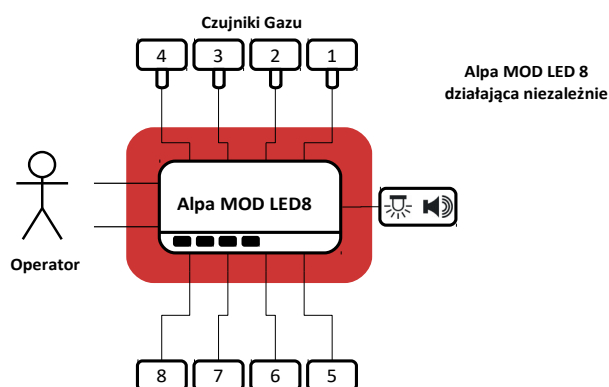 Czujniki Gazu
4 3 2 1
Alpa MOD LED 8
działająca niezależnie
Alpa MOD LED8
Operator
8 7 6 5